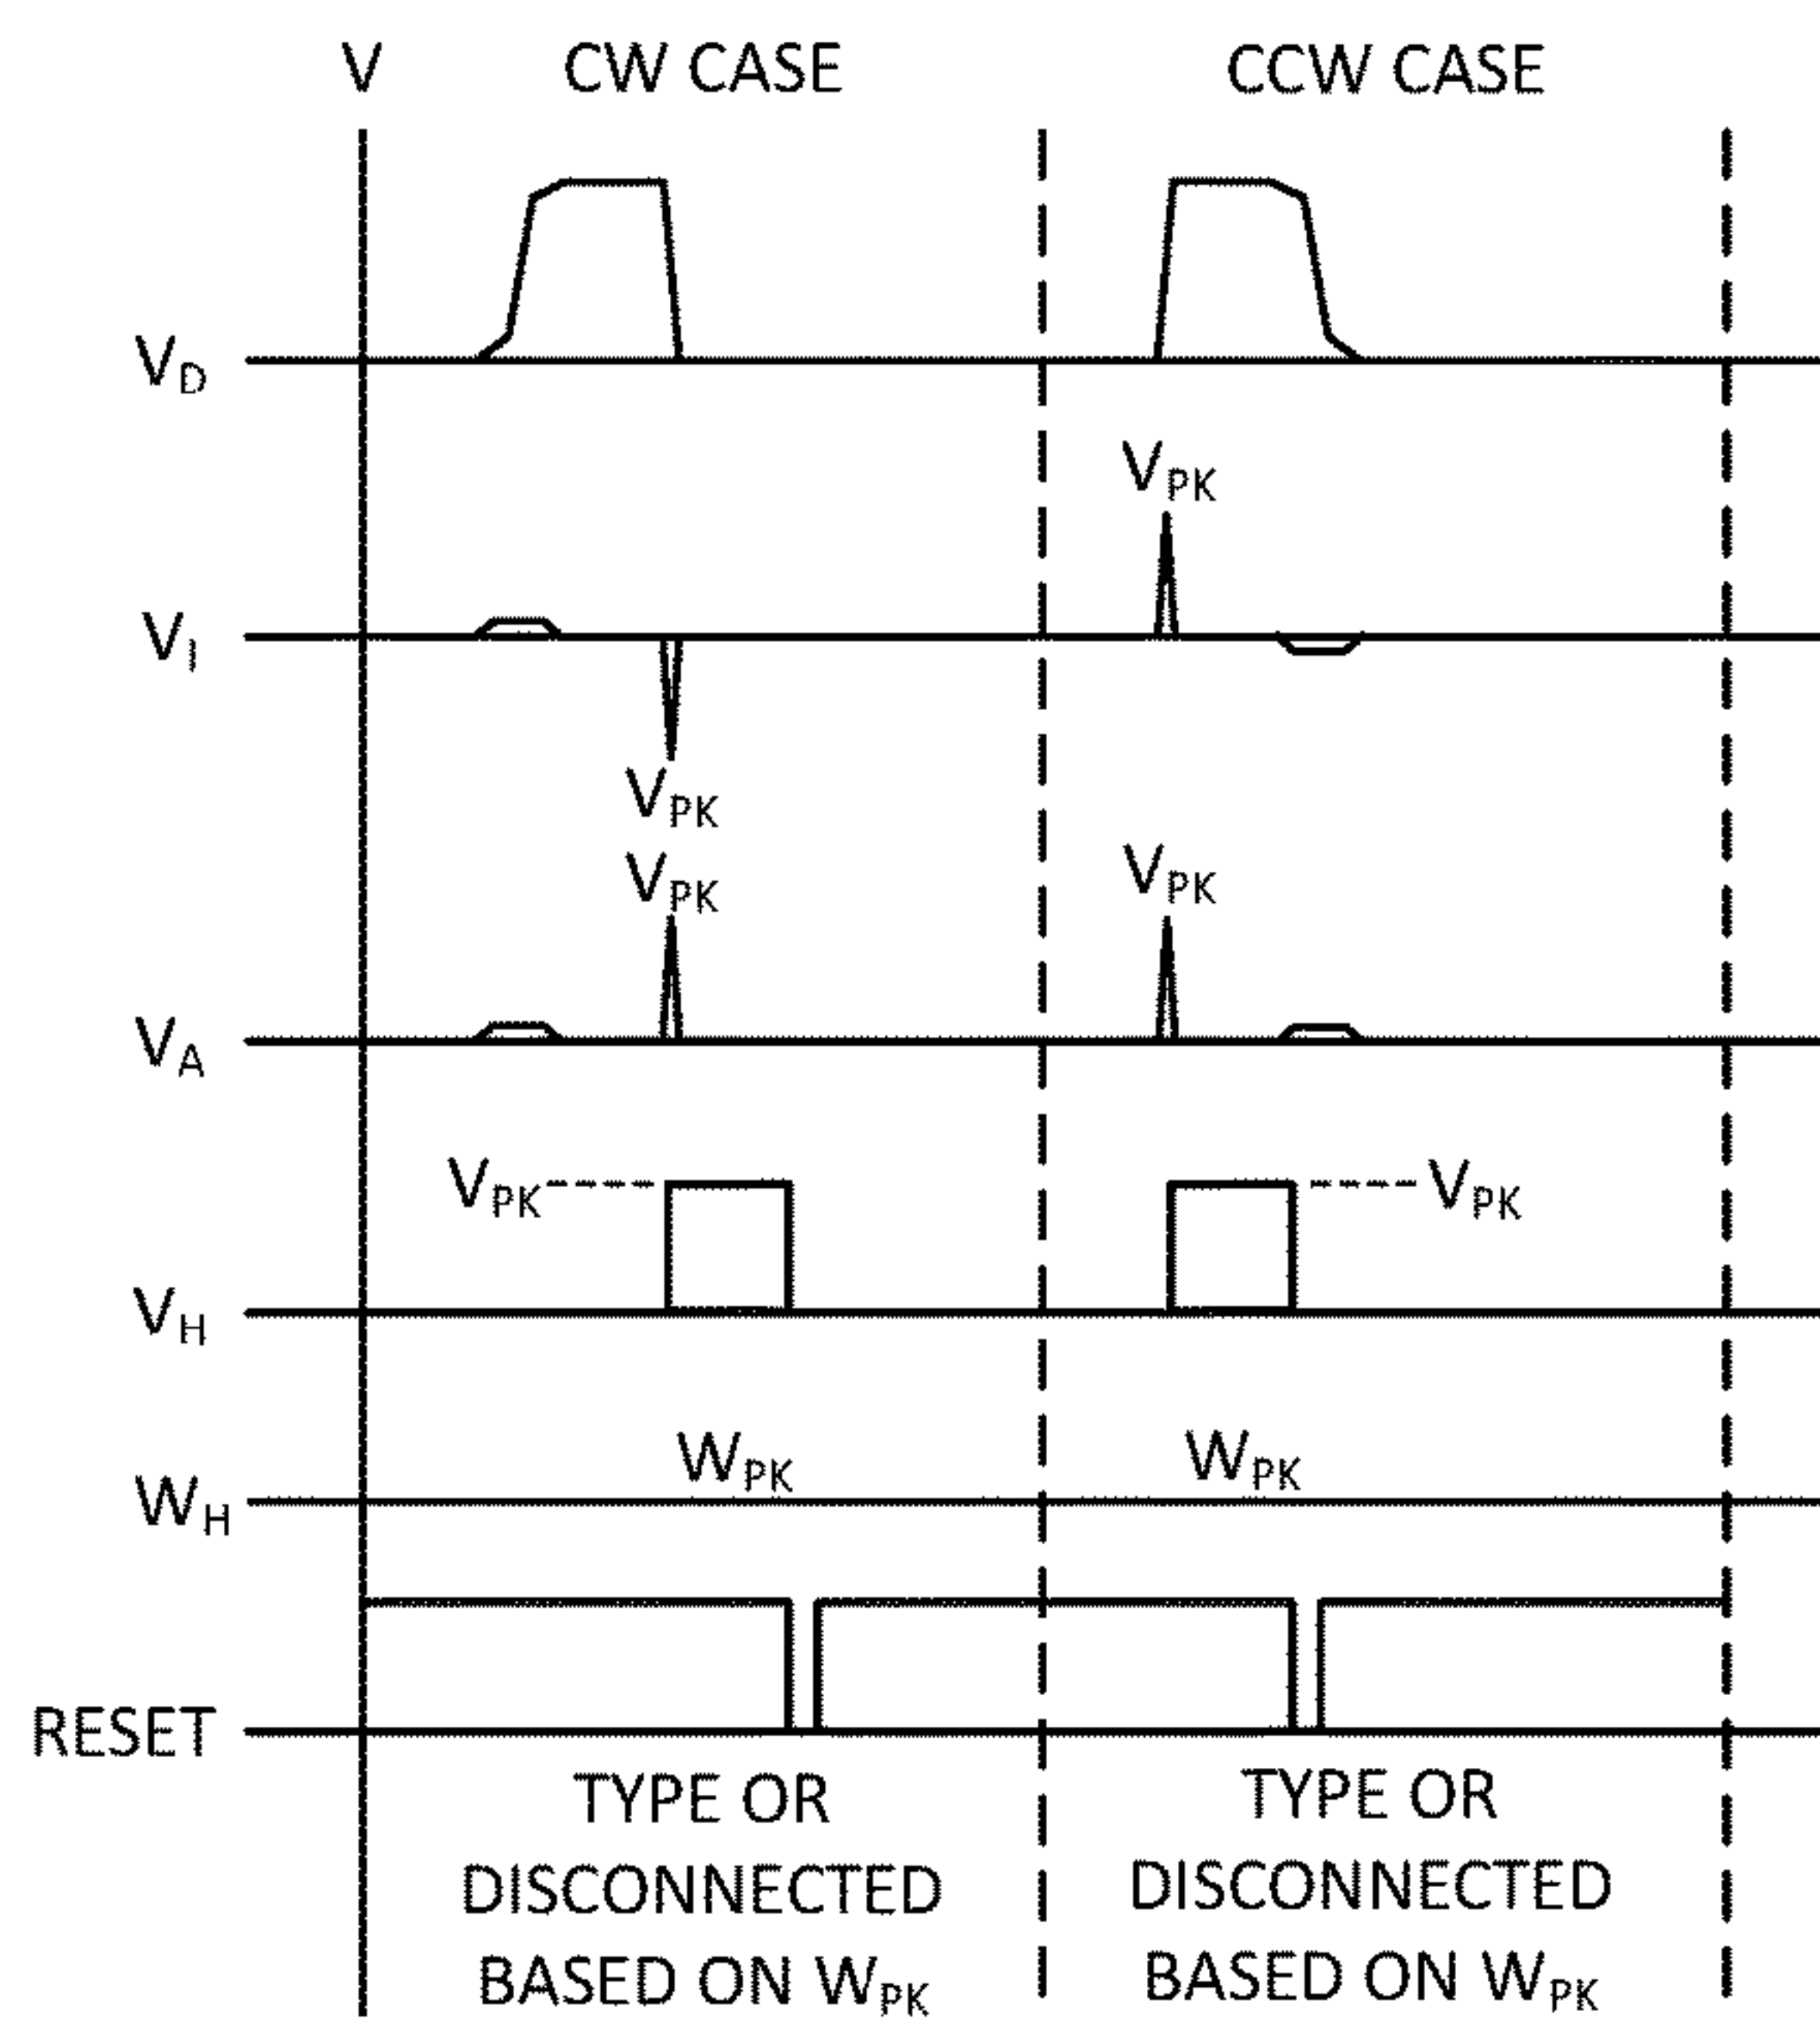 V CW CASE CCW CASE
V_D
V_PK
V_I
V_PK
V_PK V_PK
V_A
V_PK V_PK
V_H
W_PK W_PK
W_H
RESET
TYPE OR
DISCONNECTED
BASED ON W_PK
TYPE OR
DISCONNECTED
BASED ON W_PK